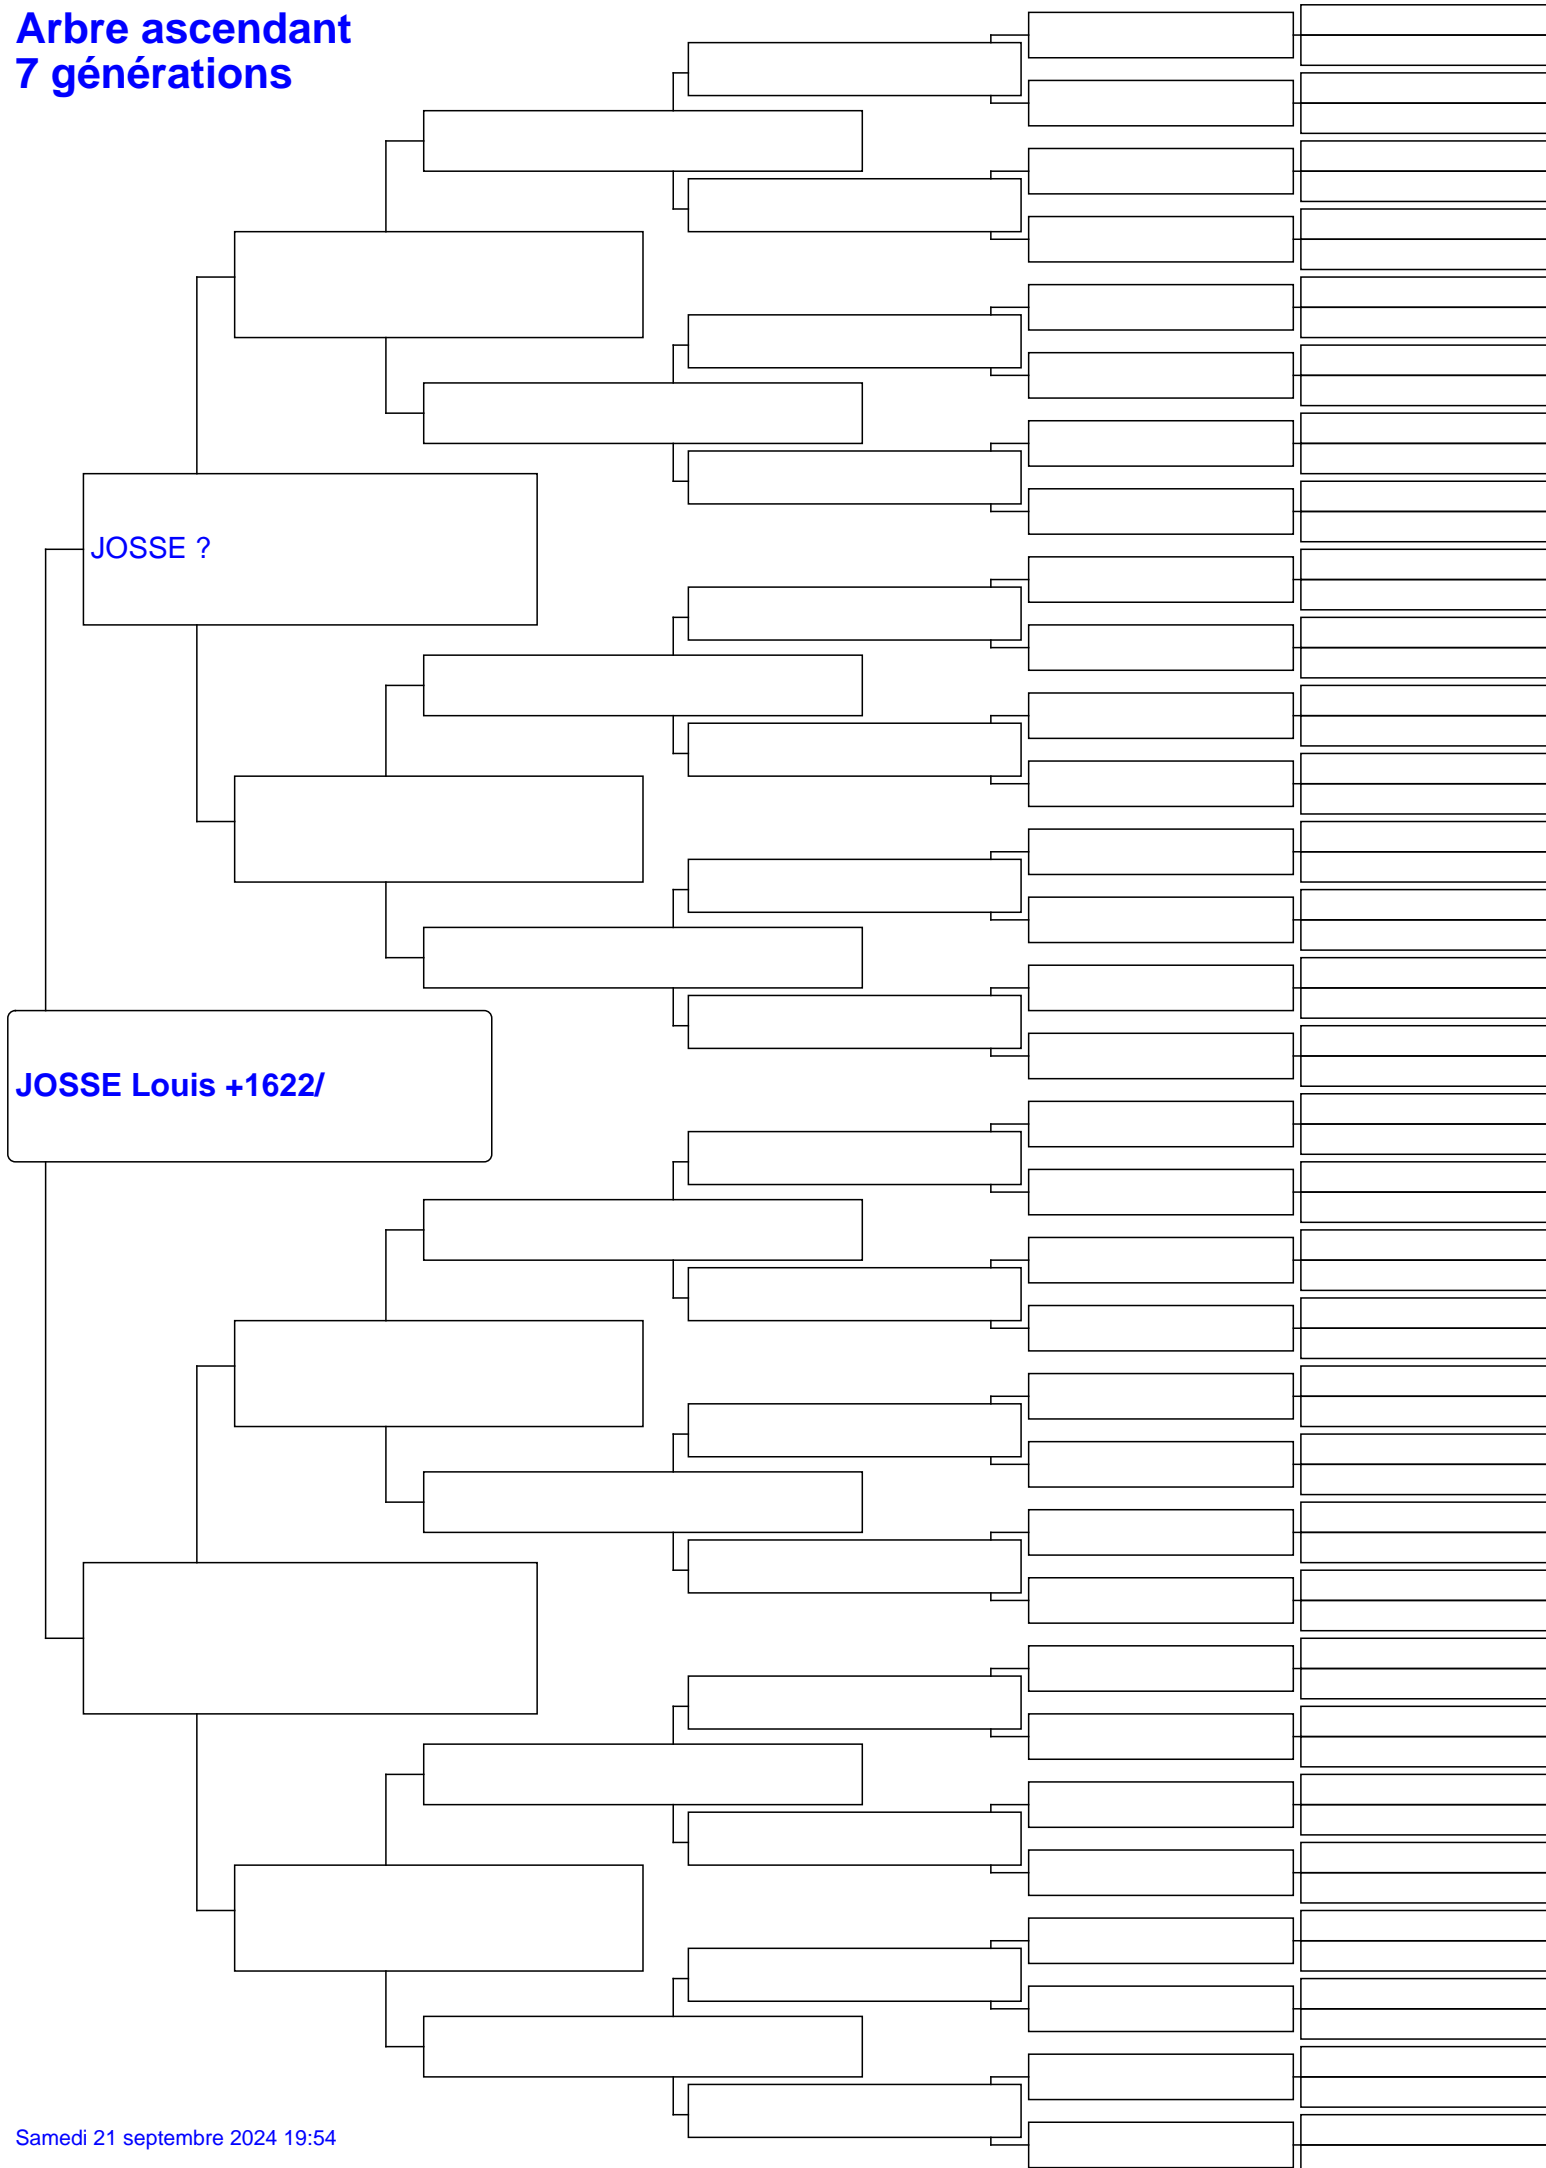 Arbre ascendant
7 générations
JOSSE ?
JOSSE Louis +1622/
Samedi 21 septembre 2024 19:54